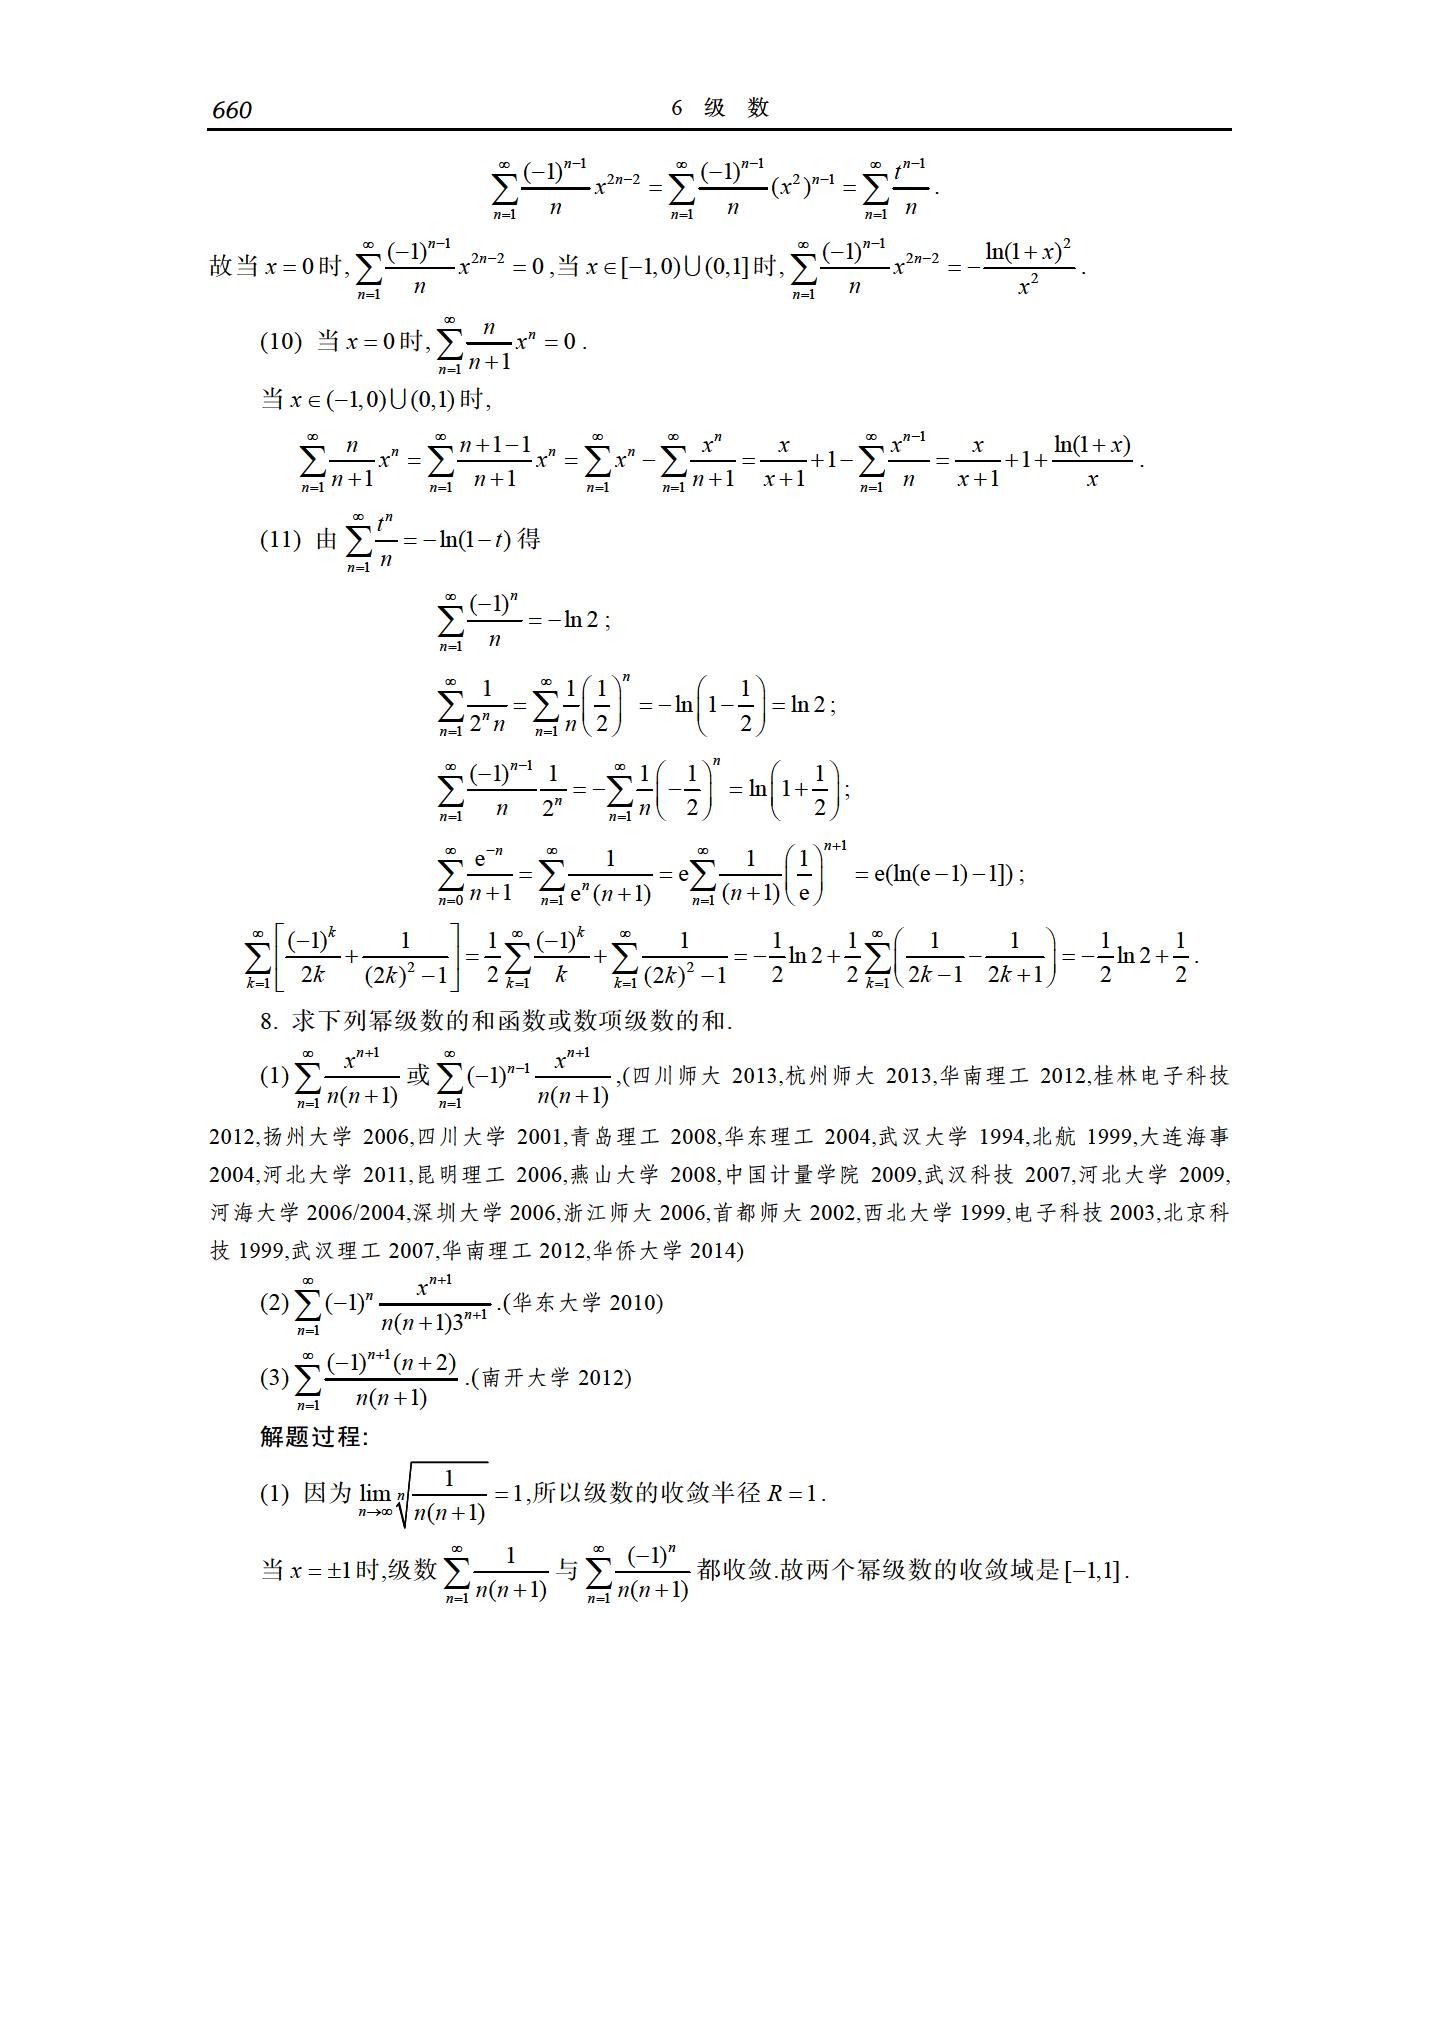 660 6 级 数
$\sum_{n=1}^{\infty}\frac{(-1)^{n-1}}{n}x^{2n-2}=\sum_{n=1}^{\infty}\frac{(-1)^{n-1}}{n}(x^2)^{n-1}=\sum_{n=1}^{\infty}\frac{t^{n-1}}{n}$.
故当 $x=0$ 时,$\sum_{n=1}^{\infty}\frac{(-1)^{n-1}}{n}x^{2n-2}=0$,当 $x\in[-1,0)\bigcup(0,1]$ 时,$\sum_{n=1}^{\infty}\frac{(-1)^{n-1}}{n}x^{2n-2}=-\frac{\ln(1+x)^2}{x^2}$.
(10) 当 $x=0$ 时,$\sum_{n=1}^{\infty}\frac{n}{n+1}x^n=0$.
当 $x\in(-1,0)\bigcup(0,1)$ 时,
$\sum_{n=1}^{\infty}\frac{n}{n+1}x^n=\sum_{n=1}^{\infty}\frac{n+1-1}{n+1}x^n=\sum_{n=1}^{\infty}x^n-\sum_{n=1}^{\infty}\frac{x^n}{n+1}=\frac{x}{x+1}+1-\sum_{n=1}^{\infty}\frac{x^{n-1}}{n}=\frac{x}{x+1}+1+\frac{\ln(1+x)}{x}$.
(11) 由 $\sum_{n=1}^{\infty}\frac{t^n}{n}=-\ln(1-t)$ 得
$\sum_{n=1}^{\infty}\frac{(-1)^n}{n}=-\ln 2$;
$\sum_{n=1}^{\infty}\frac{1}{2^n n}=\sum_{n=1}^{\infty}\frac{1}{n}\left(\frac{1}{2}\right)^n=-\ln\left(1-\frac{1}{2}\right)=\ln 2$;
$\sum_{n=1}^{\infty}\frac{(-1)^{n-1}}{n}\frac{1}{2^n}=-\sum_{n=1}^{\infty}\frac{1}{n}\left(-\frac{1}{2}\right)^n=\ln\left(1+\frac{1}{2}\right)$;
$\sum_{n=0}^{\infty}\frac{e^{-n}}{n+1}=\sum_{n=1}^{\infty}\frac{1}{e^n(n+1)}=e\sum_{n=1}^{\infty}\frac{1}{(n+1)}\left(\frac{1}{e}\right)^{n+1}=e(\ln(e-1)-1])$;
$\sum_{k=1}^{\infty}\left[\frac{(-1)^k}{2k}+\frac{1}{(2k)^2-1}\right]=\frac{1}{2}\sum_{k=1}^{\infty}\frac{(-1)^k}{k}+\sum_{k=1}^{\infty}\frac{1}{(2k)^2-1}=-\frac{1}{2}\ln 2+\frac{1}{2}\sum_{k=1}^{\infty}\left(\frac{1}{2k-1}-\frac{1}{2k+1}\right)=-\frac{1}{2}\ln 2+\frac{1}{2}$.
8. 求下列幂级数的和函数或数项级数的和.
(1) $\sum_{n=1}^{\infty}\frac{x^{n+1}}{n(n+1)}$ 或 $\sum_{n=1}^{\infty}(-1)^{n-1}\frac{x^{n+1}}{n(n+1)}$,(四川师大 2013,杭州师大 2013,华南理工 2012,桂林电子科技
2012,扬州大学 2006,四川大学 2001,青岛理工 2008,华东理工 2004,武汉大学 1994,北航 1999,大连海事
2004,河北大学 2011,昆明理工 2006,燕山大学 2008,中国计量学院 2009,武汉科技 2007,河北大学 2009,
河海大学 2006/2004,深圳大学 2006,浙江师大 2006,首都师大 2002,西北大学 1999,电子科技 2003,北京科
技 1999,武汉理工 2007,华南理工 2012,华侨大学 2014)
(2) $\sum_{n=1}^{\infty}(-1)^n\frac{x^{n+1}}{n(n+1)3^{n+1}}$.(华东大学 2010)
(3) $\sum_{n=1}^{\infty}\frac{(-1)^{n+1}(n+2)}{n(n+1)}$.(南开大学 2012)
解题过程:
(1) 因为 $\lim_{n\to\infty}\sqrt[n]{\frac{1}{n(n+1)}}=1$,所以级数的收敛半径 $R=1$.
当 $x=\pm1$ 时,级数 $\sum_{n=1}^{\infty}\frac{1}{n(n+1)}$ 与 $\sum_{n=1}^{\infty}\frac{(-1)^n}{n(n+1)}$ 都收敛.故两个幂级数的收敛域是 $[-1,1]$.